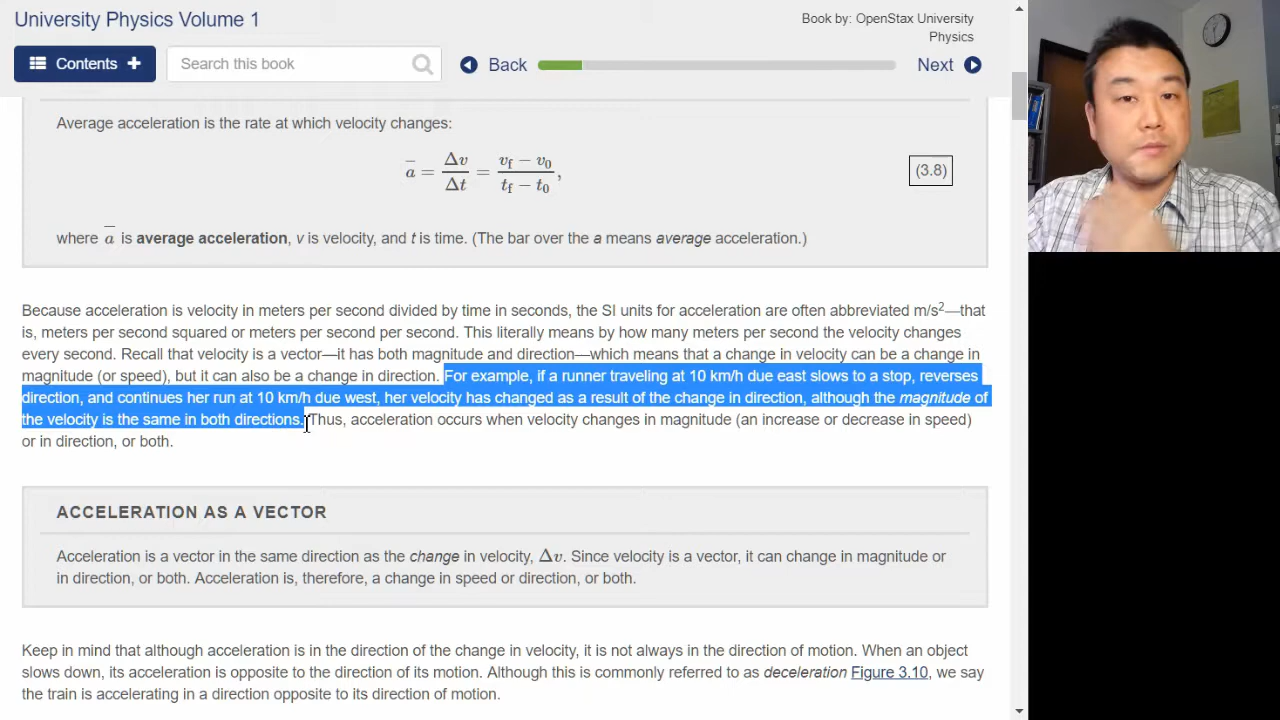 University Physics Volume 1
Book by: OpenStax University
Physics
Contents
Search this book
Back
Next
Average acceleration is the rate at which velocity changes:
a̅ = Δv/Δt = (v_f − v_0)/(t_f − t_0),
(3.8)
where a̅ is average acceleration, v is velocity, and t is time. (The bar over the a means average acceleration.)
Because acceleration is velocity in meters per second divided by time in seconds, the SI units for acceleration are often abbreviated m/s²—that
is, meters per second squared or meters per second per second. This literally means by how many meters per second the velocity changes
every second. Recall that velocity is a vector—it has both magnitude and direction—which means that a change in velocity can be a change in
magnitude (or speed), but it can also be a change in direction. For example, if a runner traveling at 10 km/h due east slows to a stop, reverses
direction, and continues her run at 10 km/h due west, her velocity has changed as a result of the change in direction, although the magnitude of
the velocity is the same in both directions. Thus, acceleration occurs when velocity changes in magnitude (an increase or decrease in speed)
or in direction, or both.
ACCELERATION AS A VECTOR
Acceleration is a vector in the same direction as the change in velocity, Δv. Since velocity is a vector, it can change in magnitude or
in direction, or both. Acceleration is, therefore, a change in speed or direction, or both.
Keep in mind that although acceleration is in the direction of the change in velocity, it is not always in the direction of motion. When an object
slows down, its acceleration is opposite to the direction of its motion. Although this is commonly referred to as deceleration Figure 3.10, we say
the train is accelerating in a direction opposite to its direction of motion.